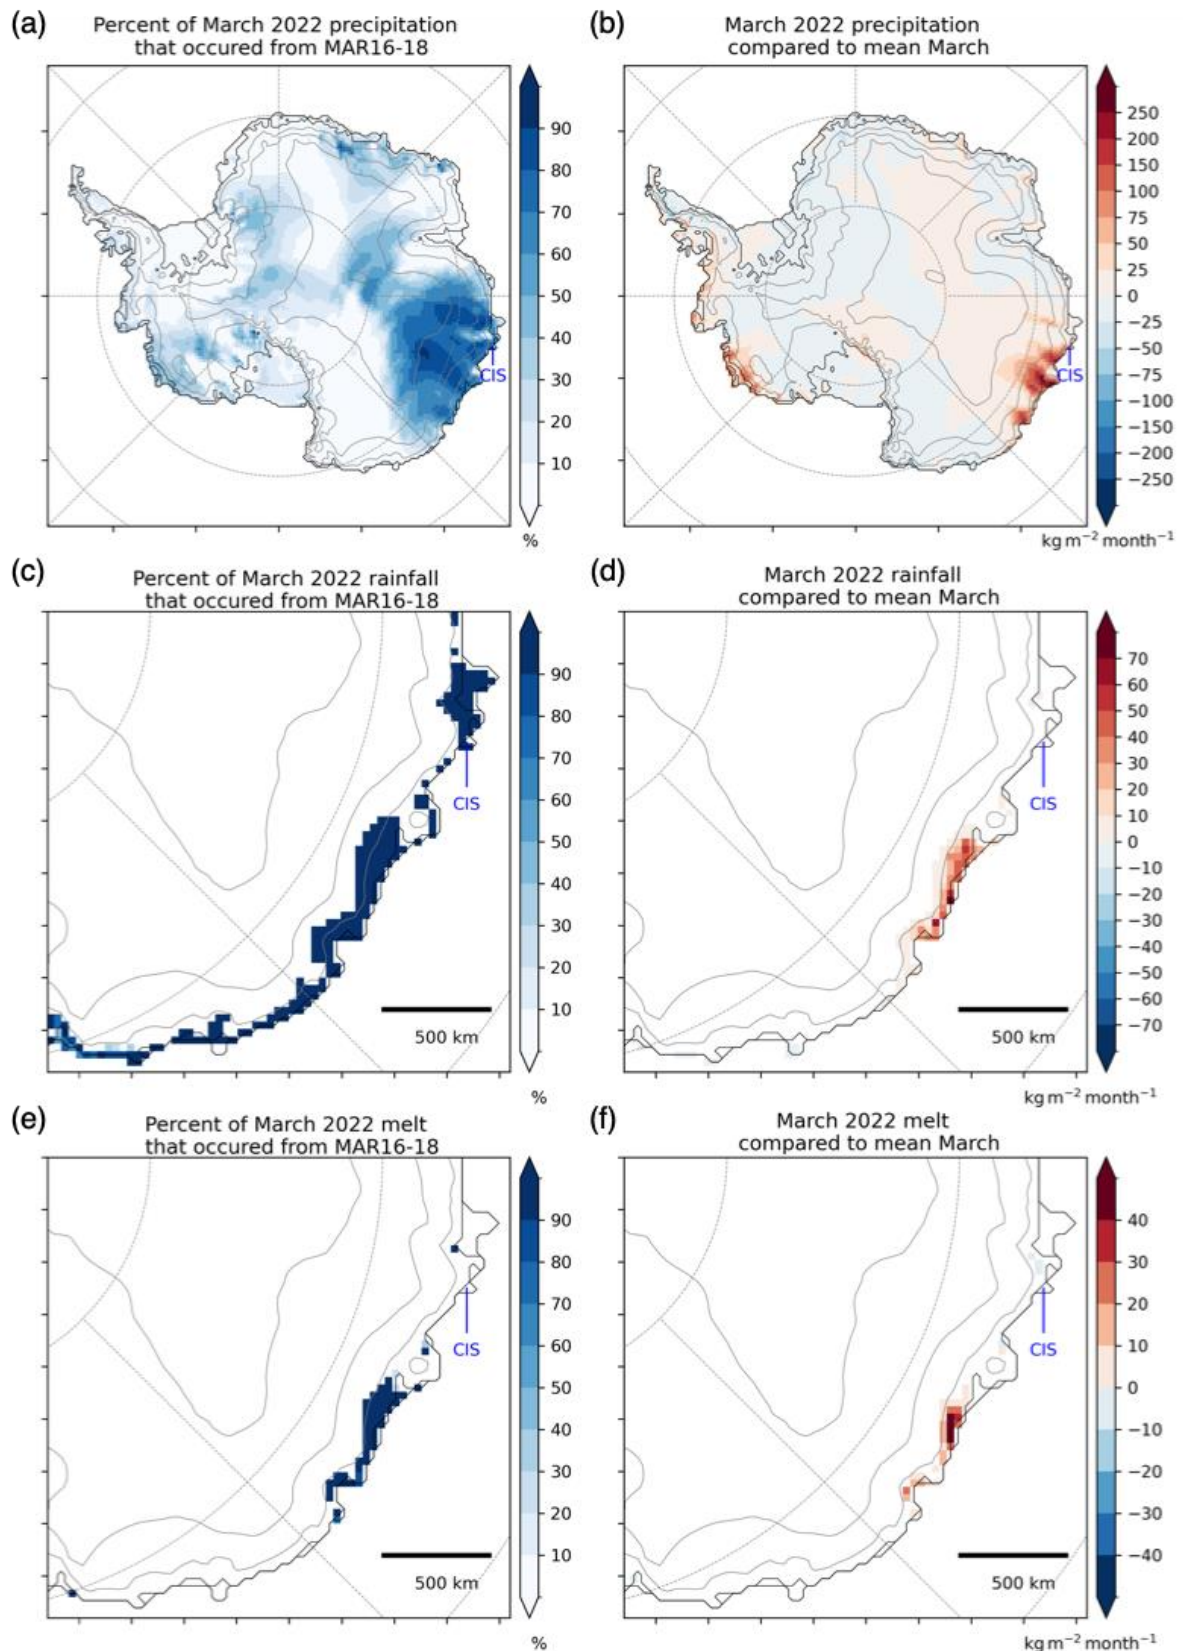 (a)
Percent of March 2022 precipitation
that occured from MAR16-18
90
80
70
60
50
40
30
20
10
%
CIS
(b)
March 2022 precipitation
compared to mean March
250
200
150
100
75
50
25
0
−25
−50
−75
−100
−150
−200
−250
kg m⁻² month⁻¹
CIS
(c)
Percent of March 2022 rainfall
that occured from MAR16-18
90
80
70
60
50
40
30
20
10
%
CIS
500 km
(d)
March 2022 rainfall
compared to mean March
70
60
50
40
30
20
10
0
−10
−20
−30
−40
−50
−60
−70
kg m⁻² month⁻¹
CIS
500 km
(e)
Percent of March 2022 melt
that occured from MAR16-18
90
80
70
60
50
40
30
20
10
%
CIS
500 km
(f)
March 2022 melt
compared to mean March
40
30
20
10
0
−10
−20
−30
−40
kg m⁻² month⁻¹
CIS
500 km